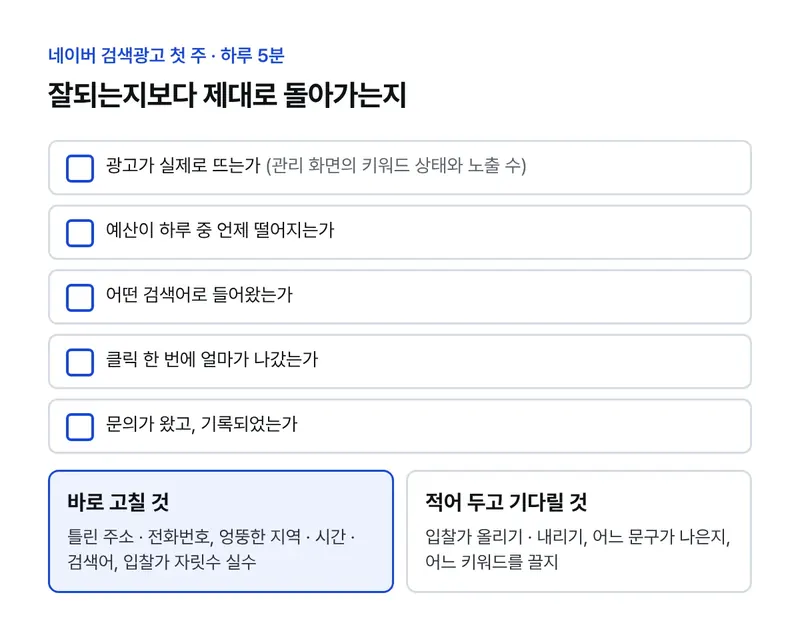 네이버 검색광고 첫 주 · 하루 5분
잘되는지보다 제대로 돌아가는지
광고가 실제로 뜨는가 (관리 화면의 키워드 상태와 노출 수)
예산이 하루 중 언제 떨어지는가
어떤 검색어로 들어왔는가
클릭 한 번에 얼마가 나갔는가
문의가 왔고, 기록되었는가
바로 고칠 것
틀린 주소 · 전화번호, 엉뚱한 지역 · 시간 ·
검색어, 입찰가 자릿수 실수
적어 두고 기다릴 것
입찰가 올리기 · 내리기, 어느 문구가 나은지,
어느 키워드를 끌지